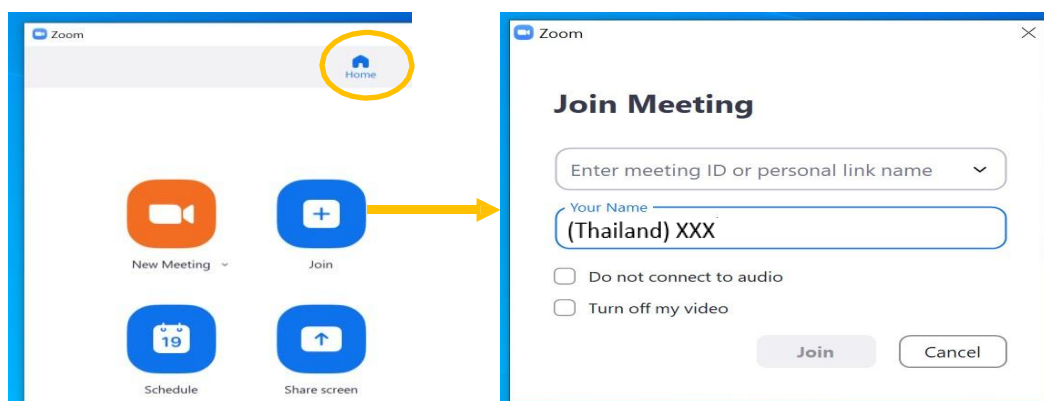 Zoom
Home
New Meeting
Join
19
Schedule
Share screen
Zoom
Join Meeting
Enter meeting ID or personal link name
Your Name
(Thailand) XXX
Do not connect to audio
Turn off my video
Join
Cancel